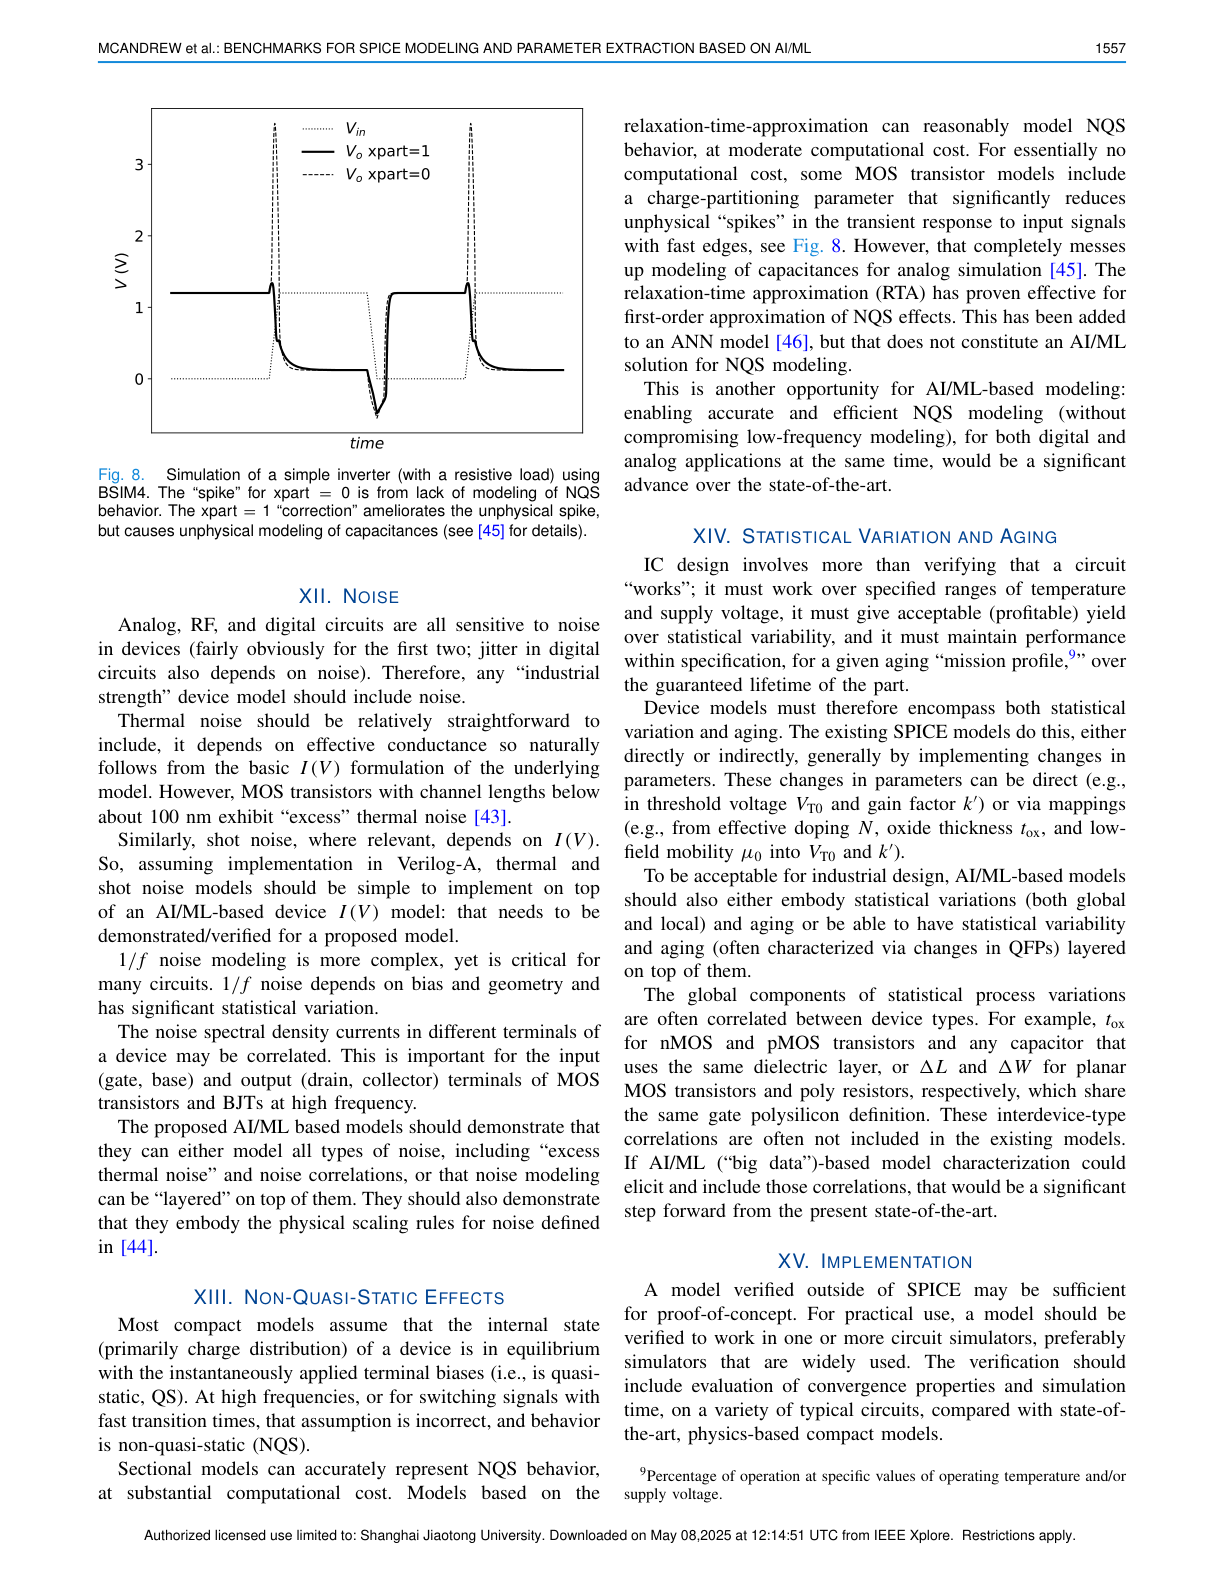 MCANDREW et al.: BENCHMARKS FOR SPICE MODELING AND PARAMETER EXTRACTION BASED ON AI/ML
1557
V_in
V_o xpart=1
V_o xpart=0
3
2
1
0
V (V)
time
Fig. 8. Simulation of a simple inverter (with a resistive load) using
BSIM4. The “spike” for xpart = 0 is from lack of modeling of NQS
behavior. The xpart = 1 “correction” ameliorates the unphysical spike,
but causes unphysical modeling of capacitances (see [45] for details).
XII. NOISE
Analog, RF, and digital circuits are all sensitive to noise
in devices (fairly obviously for the first two; jitter in digital
circuits also depends on noise). Therefore, any “industrial
strength” device model should include noise.
Thermal noise should be relatively straightforward to
include, it depends on effective conductance so naturally
follows from the basic I(V) formulation of the underlying
model. However, MOS transistors with channel lengths below
about 100 nm exhibit “excess” thermal noise [43].
Similarly, shot noise, where relevant, depends on I(V).
So, assuming implementation in Verilog-A, thermal and
shot noise models should be simple to implement on top
of an AI/ML-based device I(V) model: that needs to be
demonstrated/verified for a proposed model.
1/f noise modeling is more complex, yet is critical for
many circuits. 1/f noise depends on bias and geometry and
has significant statistical variation.
The noise spectral density currents in different terminals of
a device may be correlated. This is important for the input
(gate, base) and output (drain, collector) terminals of MOS
transistors and BJTs at high frequency.
The proposed AI/ML based models should demonstrate that
they can either model all types of noise, including “excess
thermal noise” and noise correlations, or that noise modeling
can be “layered” on top of them. They should also demonstrate
that they embody the physical scaling rules for noise defined
in [44].
XIII. NON-QUASI-STATIC EFFECTS
Most compact models assume that the internal state
(primarily charge distribution) of a device is in equilibrium
with the instantaneously applied terminal biases (i.e., is quasi-
static, QS). At high frequencies, or for switching signals with
fast transition times, that assumption is incorrect, and behavior
is non-quasi-static (NQS).
Sectional models can accurately represent NQS behavior,
at substantial computational cost. Models based on the
relaxation-time-approximation can reasonably model NQS
behavior, at moderate computational cost. For essentially no
computational cost, some MOS transistor models include
a charge-partitioning parameter that significantly reduces
unphysical “spikes” in the transient response to input signals
with fast edges, see Fig. 8. However, that completely messes
up modeling of capacitances for analog simulation [45]. The
relaxation-time approximation (RTA) has proven effective for
first-order approximation of NQS effects. This has been added
to an ANN model [46], but that does not constitute an AI/ML
solution for NQS modeling.
This is another opportunity for AI/ML-based modeling:
enabling accurate and efficient NQS modeling (without
compromising low-frequency modeling), for both digital and
analog applications at the same time, would be a significant
advance over the state-of-the-art.
XIV. STATISTICAL VARIATION AND AGING
IC design involves more than verifying that a circuit
“works”; it must work over specified ranges of temperature
and supply voltage, it must give acceptable (profitable) yield
over statistical variability, and it must maintain performance
within specification, for a given aging “mission profile,⁹” over
the guaranteed lifetime of the part.
Device models must therefore encompass both statistical
variation and aging. The existing SPICE models do this, either
directly or indirectly, generally by implementing changes in
parameters. These changes in parameters can be direct (e.g.,
in threshold voltage V_T0 and gain factor k′) or via mappings
(e.g., from effective doping N, oxide thickness t_ox, and low-
field mobility μ₀ into V_T0 and k′).
To be acceptable for industrial design, AI/ML-based models
should also either embody statistical variations (both global
and local) and aging or be able to have statistical variability
and aging (often characterized via changes in QFPs) layered
on top of them.
The global components of statistical process variations
are often correlated between device types. For example, t_ox
for nMOS and pMOS transistors and any capacitor that
uses the same dielectric layer, or ΔL and ΔW for planar
MOS transistors and poly resistors, respectively, which share
the same gate polysilicon definition. These interdevice-type
correlations are often not included in the existing models.
If AI/ML (“big data”)-based model characterization could
elicit and include those correlations, that would be a significant
step forward from the present state-of-the-art.
XV. IMPLEMENTATION
A model verified outside of SPICE may be sufficient
for proof-of-concept. For practical use, a model should be
verified to work in one or more circuit simulators, preferably
simulators that are widely used. The verification should
include evaluation of convergence properties and simulation
time, on a variety of typical circuits, compared with state-of-
the-art, physics-based compact models.
⁹Percentage of operation at specific values of operating temperature and/or
supply voltage.
Authorized licensed use limited to: Shanghai Jiaotong University. Downloaded on May 08,2025 at 12:14:51 UTC from IEEE Xplore. Restrictions apply.